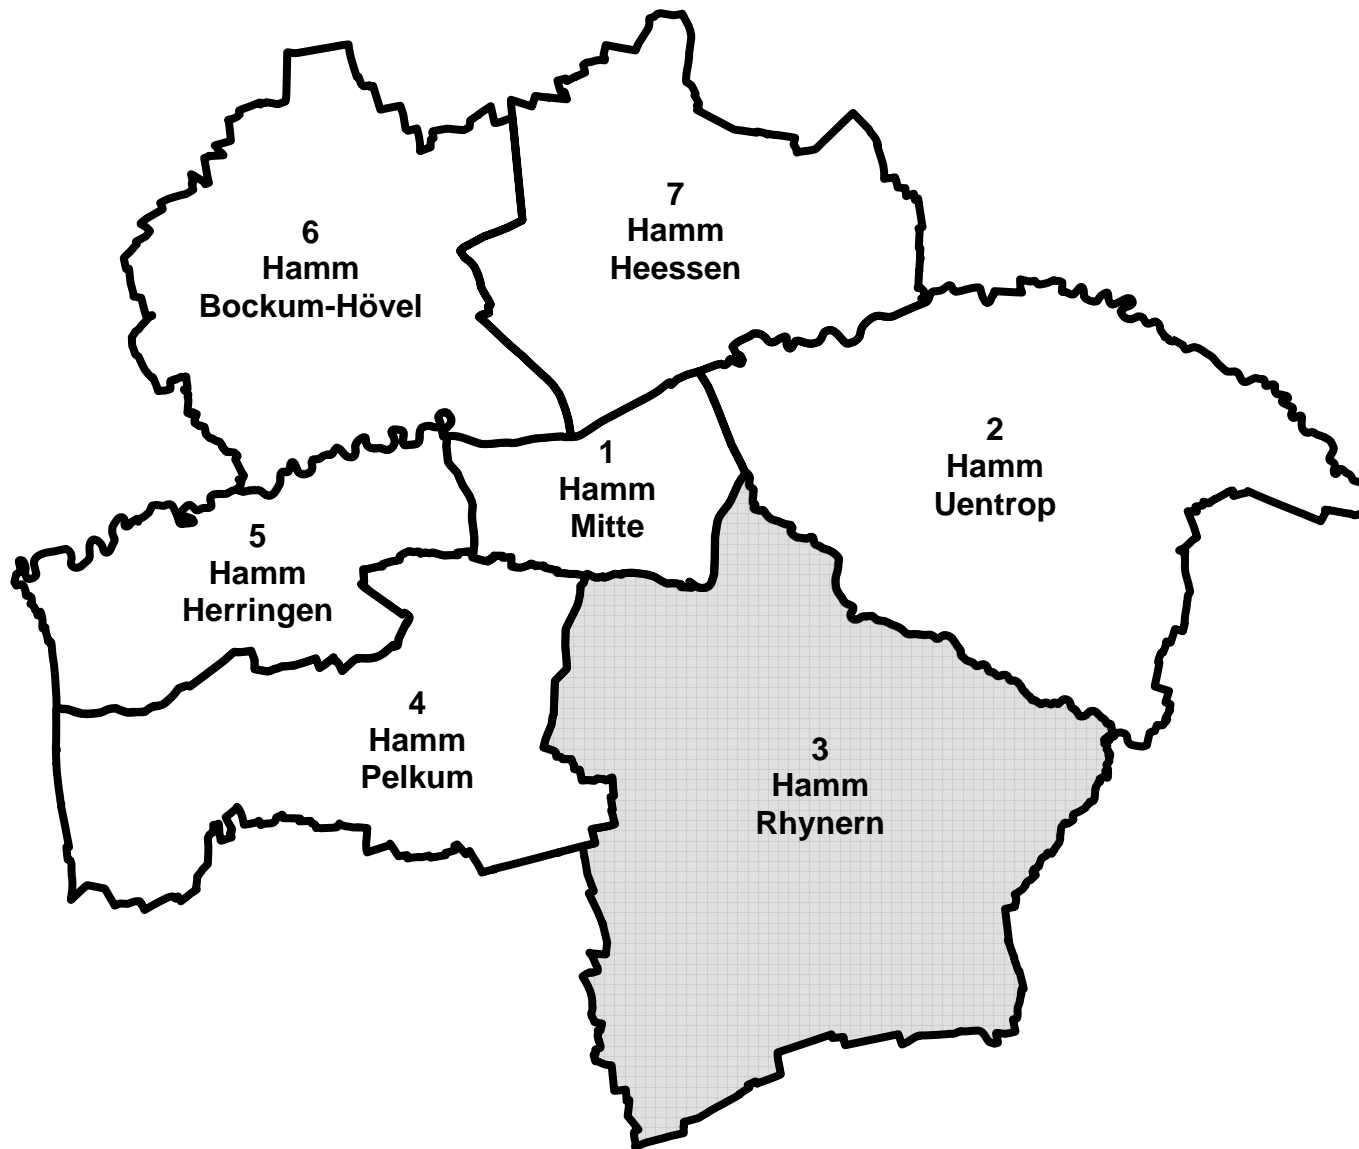 7
Hamm
Heessen
6
Hamm
Bockum-Hövel
2
Hamm
Uentrop
1
Hamm
Mitte
5
Hamm
Herringen
4
Hamm
Pelkum
3
Hamm
Rhynern